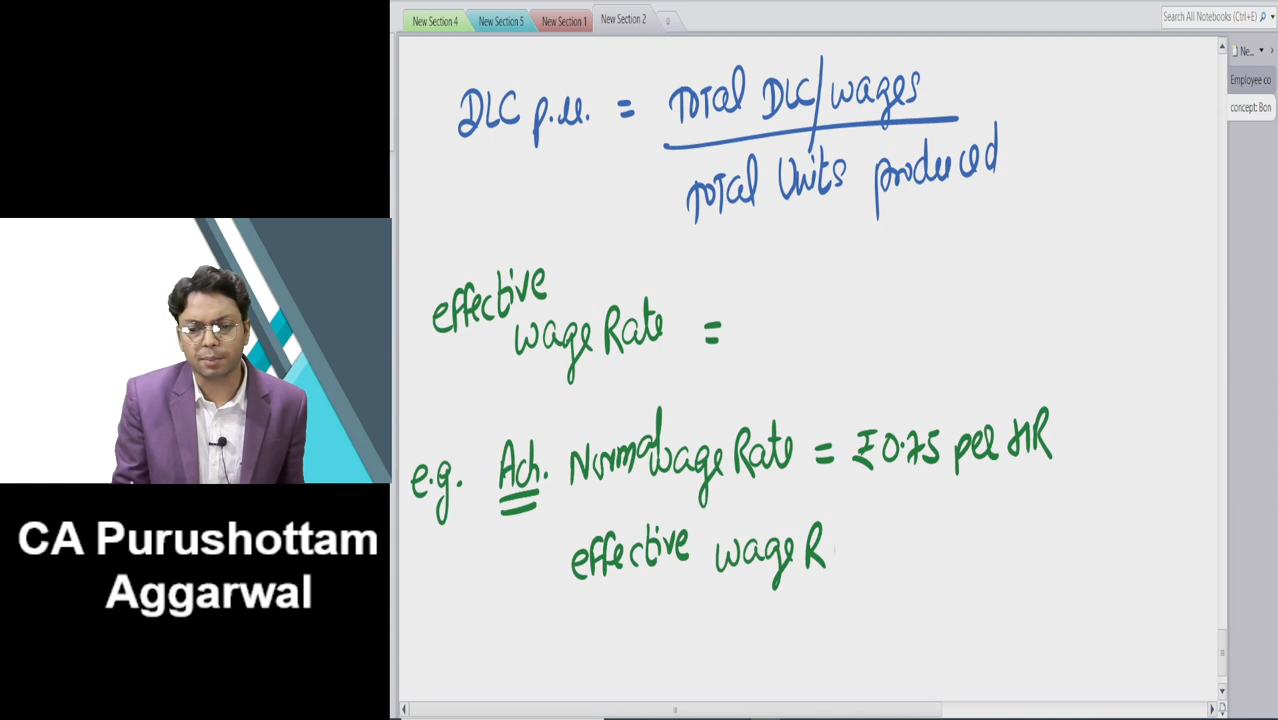 New Section 4 New Section 5 New Section 1 New Section 2
Search All Notebooks (Ctrl+E)
Ne...
Employee co
concept: Bon
DLC p.u. = Total DLC/wages
Total Units produced
effective
wage Rate =
e.g. Ach. Normal wage Rate = ₹0.75 per HR
effective wage R
CA Purushottam
Aggarwal